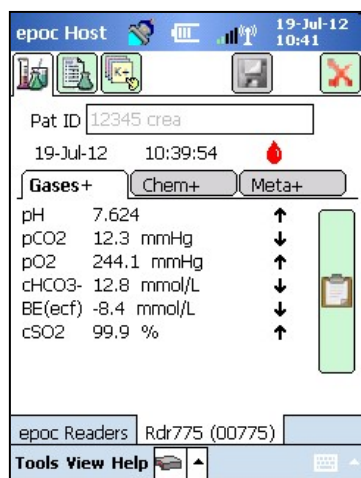 epoc Host 19-Jul-12 10:41
K+
Pat ID 12345 crea
19-Jul-12 10:39:54
Gases+ Chem+ Meta+
pH 7.624 ↑
pCO2 12.3 mmHg ↓
pO2 244.1 mmHg ↑
cHCO3- 12.8 mmol/L ↓
BE(ecf) -8.4 mmol/L ↓
cSO2 99.9 % ↑
epoc Readers Rdr775 (00775)
Tools View Help